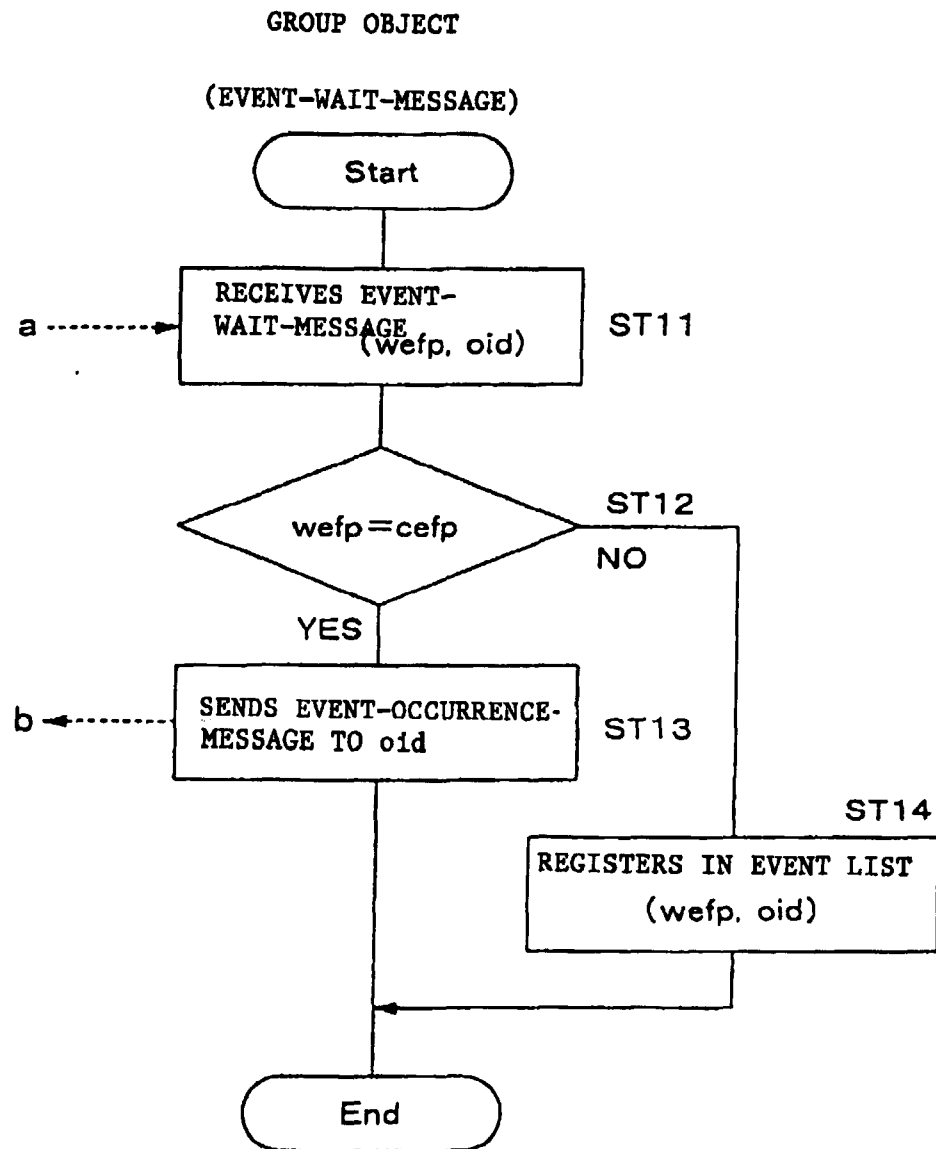 GROUP OBJECT
(EVENT-WAIT-MESSAGE)
Start
RECEIVES EVENT-
WAIT-MESSAGE
(wefp, oid)
a
ST11
wefp=cefp
ST12
NO
YES
SENDS EVENT-OCCURRENCE-
MESSAGE TO oid
b
ST13
ST14
REGISTERS IN EVENT LIST
(wefp, oid)
End